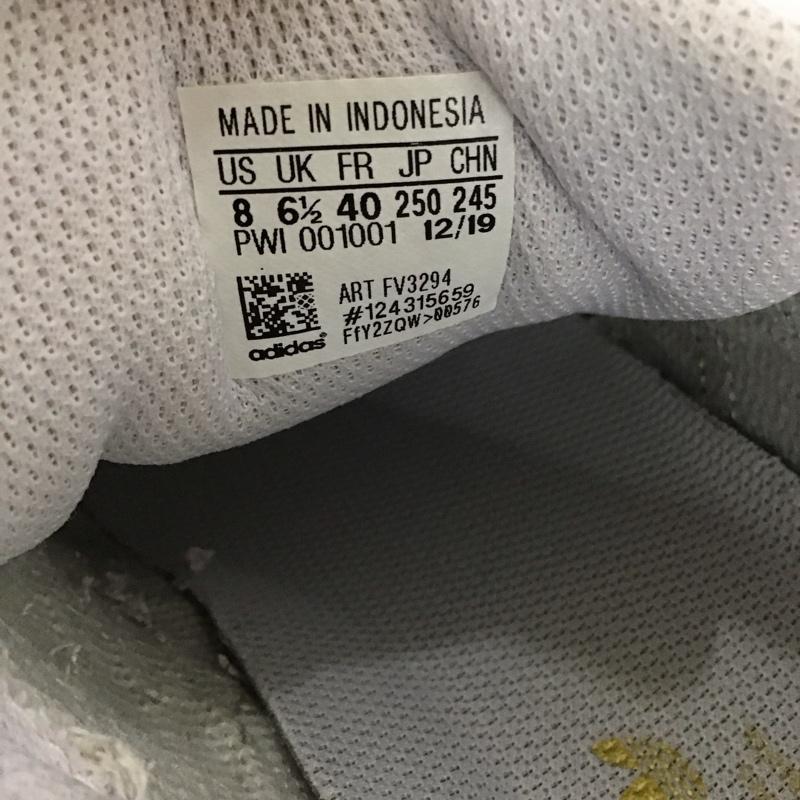 MADE IN INDONESIA
US UK FR JP CHN
8 6½ 40 250 245
PWI 001001 12/19
ART FV3294
#124315659
FfY2ZQW>00576
adidas®